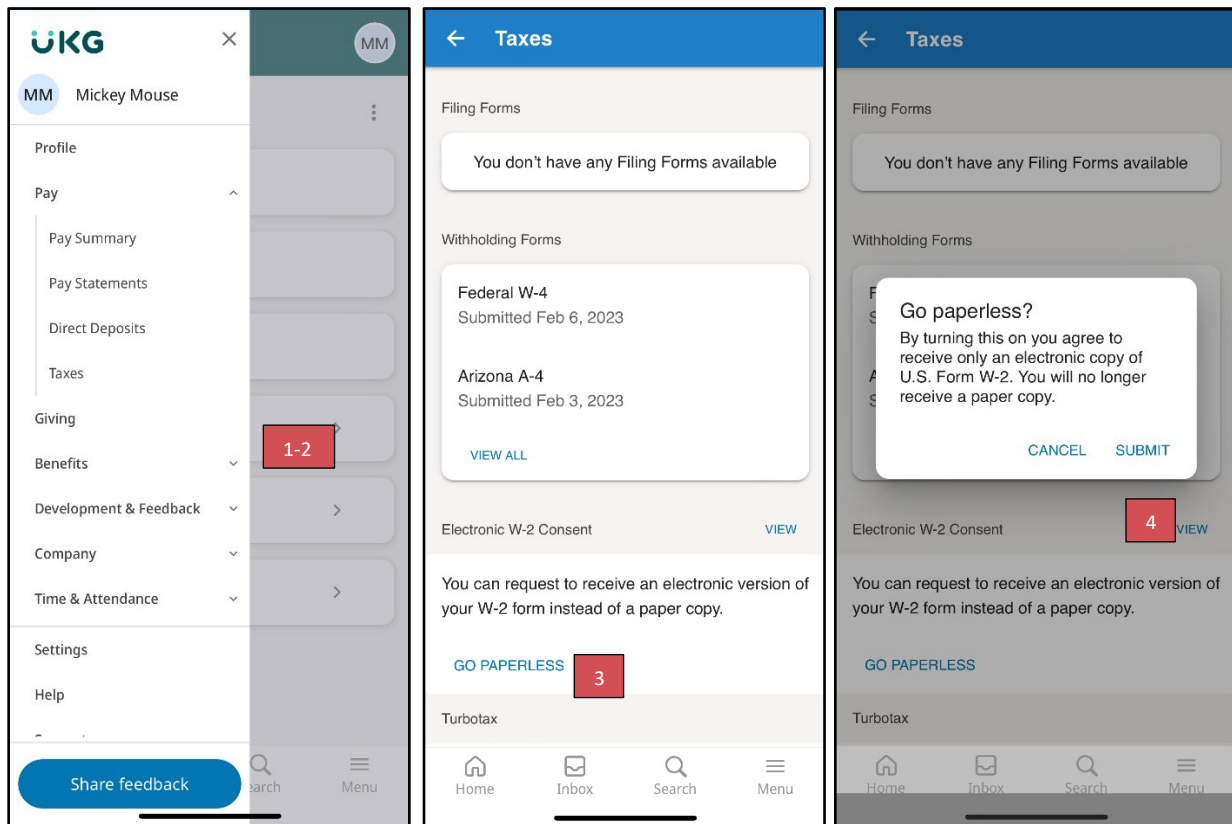 UKG
MM
MM Mickey Mouse
Profile
Pay
Pay Summary
Pay Statements
Direct Deposits
Taxes
Giving
Benefits
Development & Feedback
Company
Time & Attendance
Settings
Help
Share feedback
earch
Menu
1-2
Taxes
Filing Forms
You don't have any Filing Forms available
Withholding Forms
Federal W-4
Submitted Feb 6, 2023
Arizona A-4
Submitted Feb 3, 2023
VIEW ALL
Electronic W-2 Consent VIEW
You can request to receive an electronic version of
your W-2 form instead of a paper copy.
GO PAPERLESS
3
Turbotax
Home Inbox Search Menu
Taxes
Filing Forms
You don't have any Filing Forms available
Withholding Forms
F
S
A
S
Go paperless?
By turning this on you agree to
receive only an electronic copy of
U.S. Form W-2. You will no longer
receive a paper copy.
CANCEL SUBMIT
4
Electronic W-2 Consent VIEW
You can request to receive an electronic version of
your W-2 form instead of a paper copy.
GO PAPERLESS
Turbotax
Home Inbox Search Menu